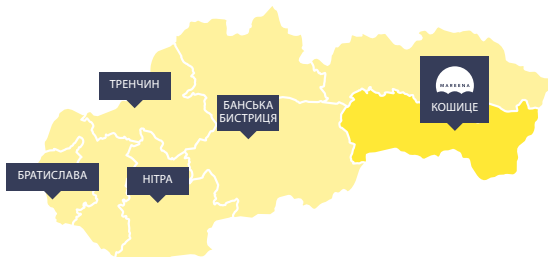 ТРЕНЧИН
MAREENA
КОШИЦЕ
БАНСЬКА
БИСТРИЦЯ
БРАТИСЛАВА
НІТРА